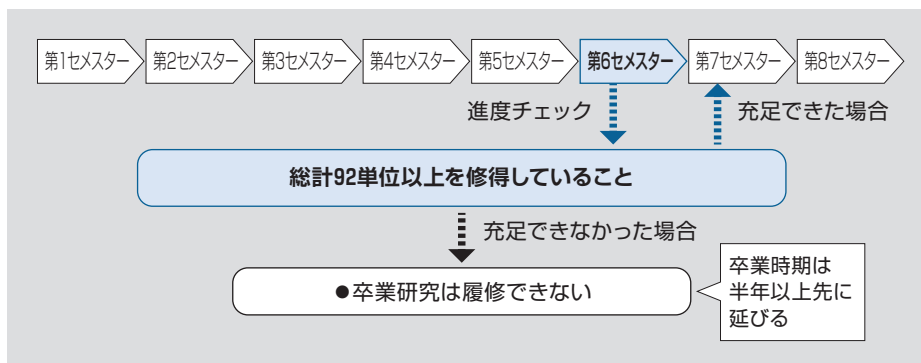 第1セメスター 第2セメスター 第3セメスター 第4セメスター 第5セメスター 第6セメスター 第7セメスター 第8セメスター
進度チェック 充足できた場合
総計92単位以上を修得していること
充足できなかった場合
●卒業研究は履修できない
卒業時期は
半年以上先に
延びる